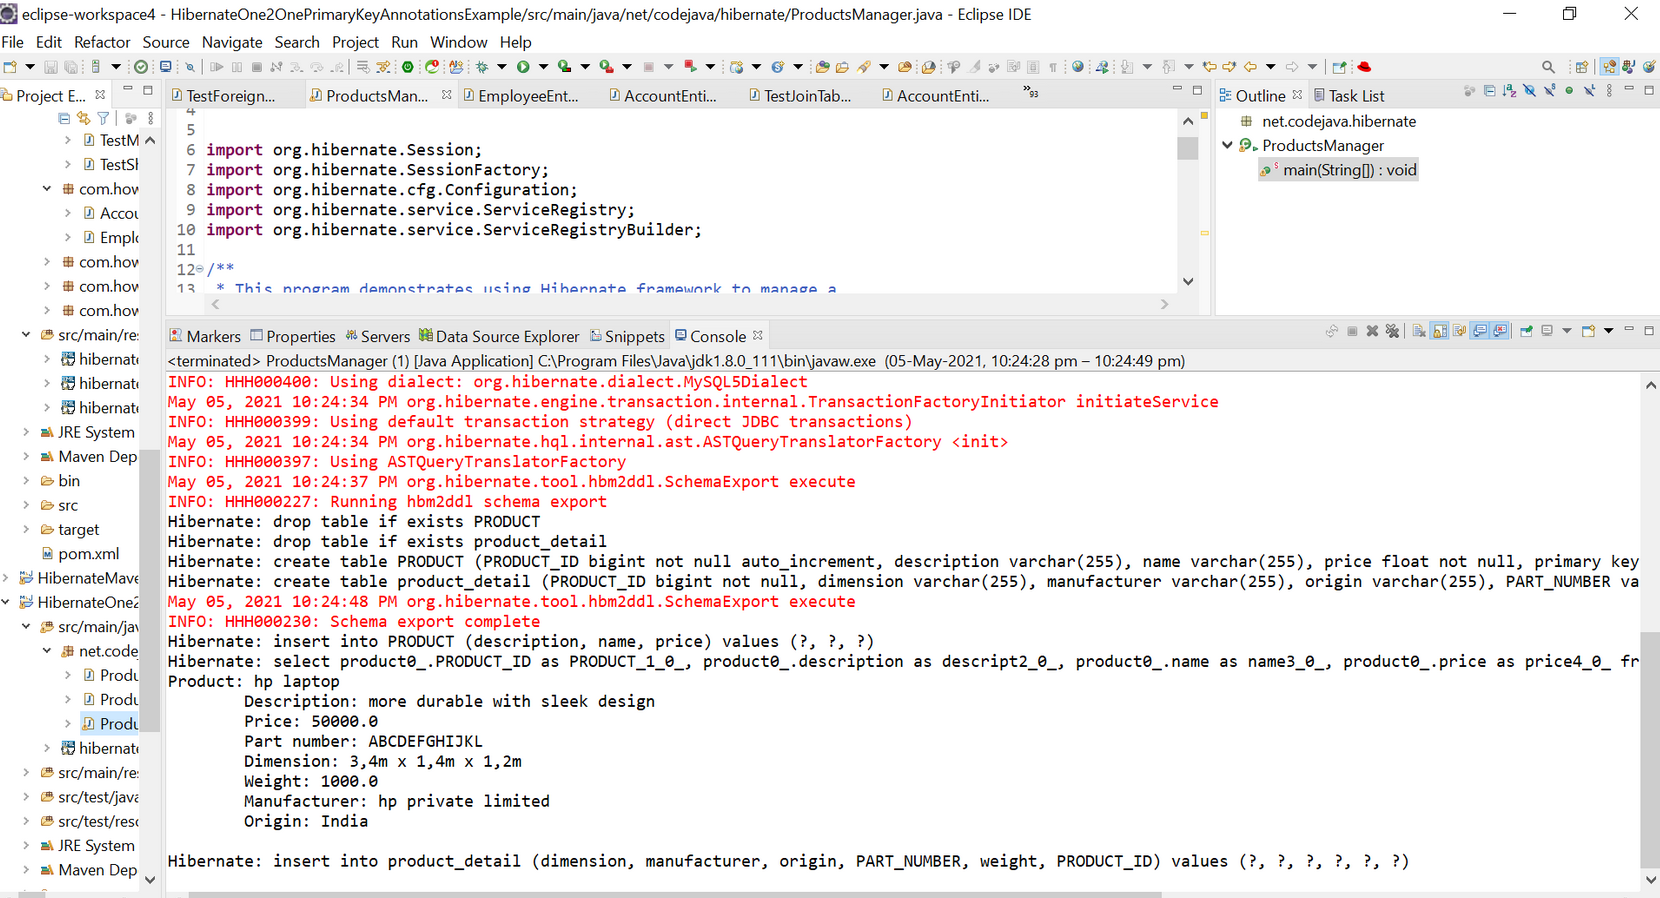 eclipse-workspace4 - HibernateOne2OnePrimaryKeyAnnotationsExample/src/main/java/net/codejava/hibernate/ProductsManager.java - Eclipse IDE
File Edit Refactor Source Navigate Search Project Run Window Help
Project E...
TestM
TestSl
com.how
Accou
Emplo
com.how
com.how
com.how
src/main/res
hibernate
hibernate
hibernate
JRE System
Maven Dep
bin
src
target
pom.xml
HibernateMave
HibernateOne2
src/main/jav
net.code
Produ
Produ
Produ
hibernate
src/main/res
src/test/java
src/test/resc
JRE System
Maven Dep
TestForeign... ProductsMan... EmployeeEnt... AccountEnti... TestJoinTab... AccountEnti... »93
4
5
6 import org.hibernate.Session;
7 import org.hibernate.SessionFactory;
8 import org.hibernate.cfg.Configuration;
9 import org.hibernate.service.ServiceRegistry;
10 import org.hibernate.service.ServiceRegistryBuilder;
11
12 /**
13 * This program demonstrates using Hibernate framework to manage a
Outline Task List
net.codejava.hibernate
ProductsManager
main(String[]) : void
Markers Properties Servers Data Source Explorer Snippets Console
<terminated> ProductsManager (1) [Java Application] C:\Program Files\Java\jdk1.8.0_111\bin\javaw.exe (05-May-2021, 10:24:28 pm – 10:24:49 pm)
INFO: HHH000400: Using dialect: org.hibernate.dialect.MySQL5Dialect
May 05, 2021 10:24:34 PM org.hibernate.engine.transaction.internal.TransactionFactoryInitiator initiateService
INFO: HHH000399: Using default transaction strategy (direct JDBC transactions)
May 05, 2021 10:24:34 PM org.hibernate.hql.internal.ast.ASTQueryTranslatorFactory <init>
INFO: HHH000397: Using ASTQueryTranslatorFactory
May 05, 2021 10:24:37 PM org.hibernate.tool.hbm2ddl.SchemaExport execute
INFO: HHH000227: Running hbm2ddl schema export
Hibernate: drop table if exists PRODUCT
Hibernate: drop table if exists product_detail
Hibernate: create table PRODUCT (PRODUCT_ID bigint not null auto_increment, description varchar(255), name varchar(255), price float not null, primary key
Hibernate: create table product_detail (PRODUCT_ID bigint not null, dimension varchar(255), manufacturer varchar(255), origin varchar(255), PART_NUMBER va
May 05, 2021 10:24:48 PM org.hibernate.tool.hbm2ddl.SchemaExport execute
INFO: HHH000230: Schema export complete
Hibernate: insert into PRODUCT (description, name, price) values (?, ?, ?)
Hibernate: select product0_.PRODUCT_ID as PRODUCT_1_0_, product0_.description as descript2_0_, product0_.name as name3_0_, product0_.price as price4_0_ fr
Product: hp laptop
Description: more durable with sleek design
Price: 50000.0
Part number: ABCDEFGHIJKL
Dimension: 3,4m x 1,4m x 1,2m
Weight: 1000.0
Manufacturer: hp private limited
Origin: India
Hibernate: insert into product_detail (dimension, manufacturer, origin, PART_NUMBER, weight, PRODUCT_ID) values (?, ?, ?, ?, ?, ?)